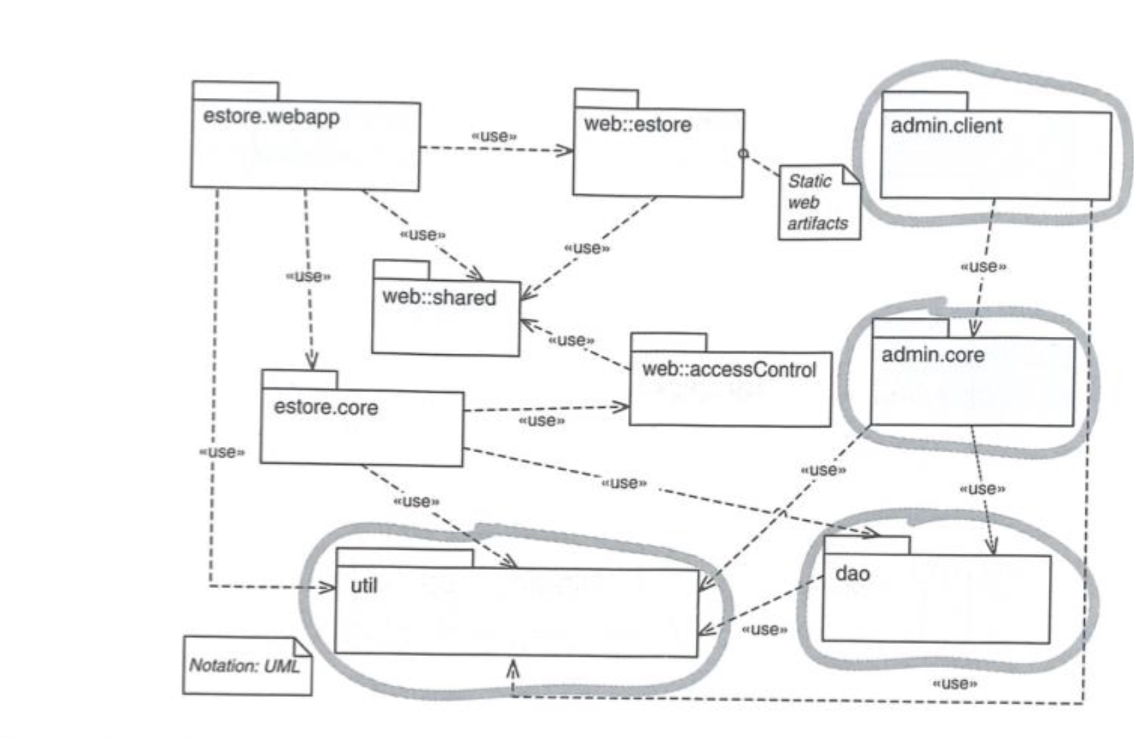 estore.webapp
«use»
web::estore
admin.client
Static
web
artifacts
«use»
«use»
«use»
«use»
web::shared
«use»
web::accessControl
admin.core
estore.core
«use»
«use»
«use»
«use»
«use»
«use»
util
dao
«use»
Notation: UML
«use»